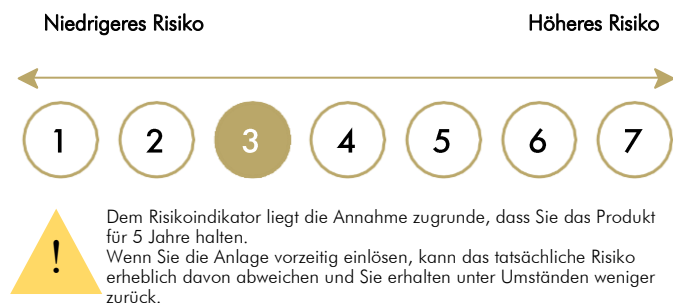 Niedrigeres Risiko Höheres Risiko
1 2 3 4 5 6 7
!
Dem Risikoindikator liegt die Annahme zugrunde, dass Sie das Produkt
für 5 Jahre halten.
Wenn Sie die Anlage vorzeitig einlösen, kann das tatsächliche Risiko
erheblich davon abweichen und Sie erhalten unter Umständen weniger
zurück.